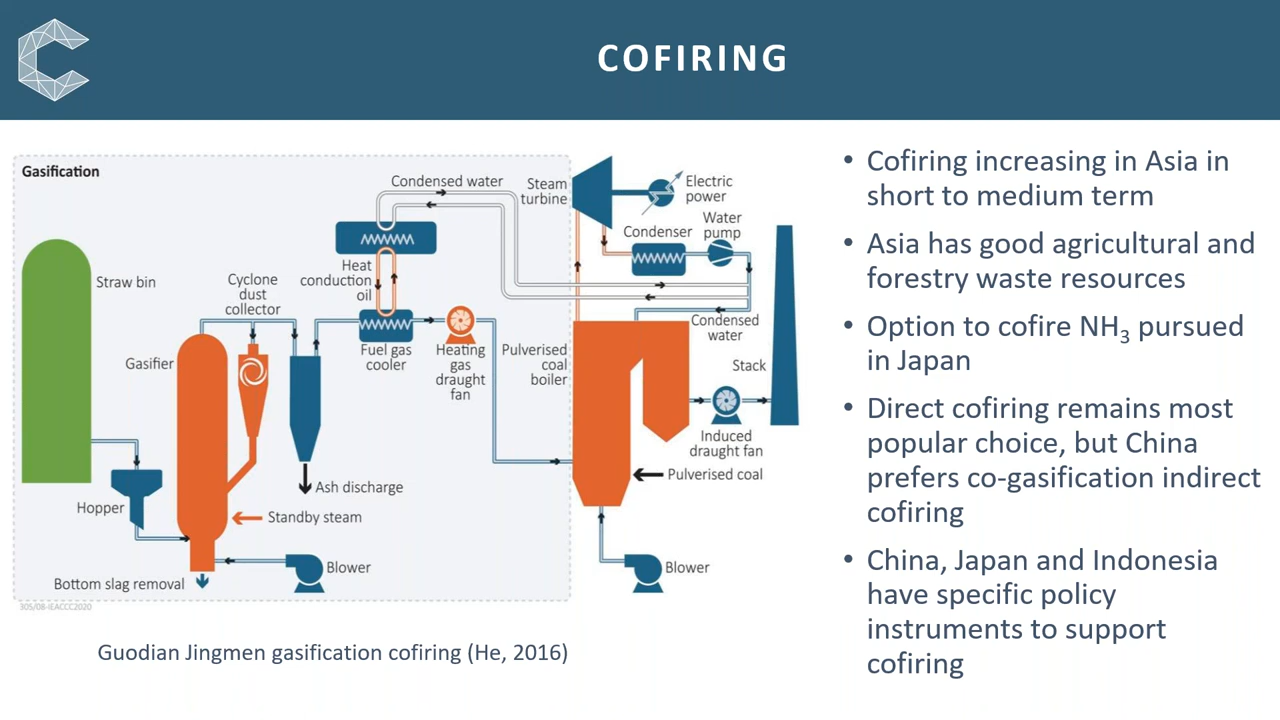 COFIRING
Gasification
Condensed water
Steam
turbine
Electric
power
Water
pump
Condenser
Straw bin
Cyclone
dust
collector
Heat
conduction
oil
Gasifier
Fuel gas
cooler
Heating
gas
draught
fan
Pulverised
coal
boiler
Condensed
water
Stack
Induced
draught fan
Pulverised coal
Ash discharge
Hopper
Standby steam
Blower
Blower
Bottom slag removal
305/08-IEACCC2020
Guodian Jingmen gasification cofiring (He, 2016)
• Cofiring increasing in Asia in
short to medium term
• Asia has good agricultural and
forestry waste resources
• Option to cofire NH₃ pursued
in Japan
• Direct cofiring remains most
popular choice, but China
prefers co-gasification indirect
cofiring
• China, Japan and Indonesia
have specific policy
instruments to support
cofiring